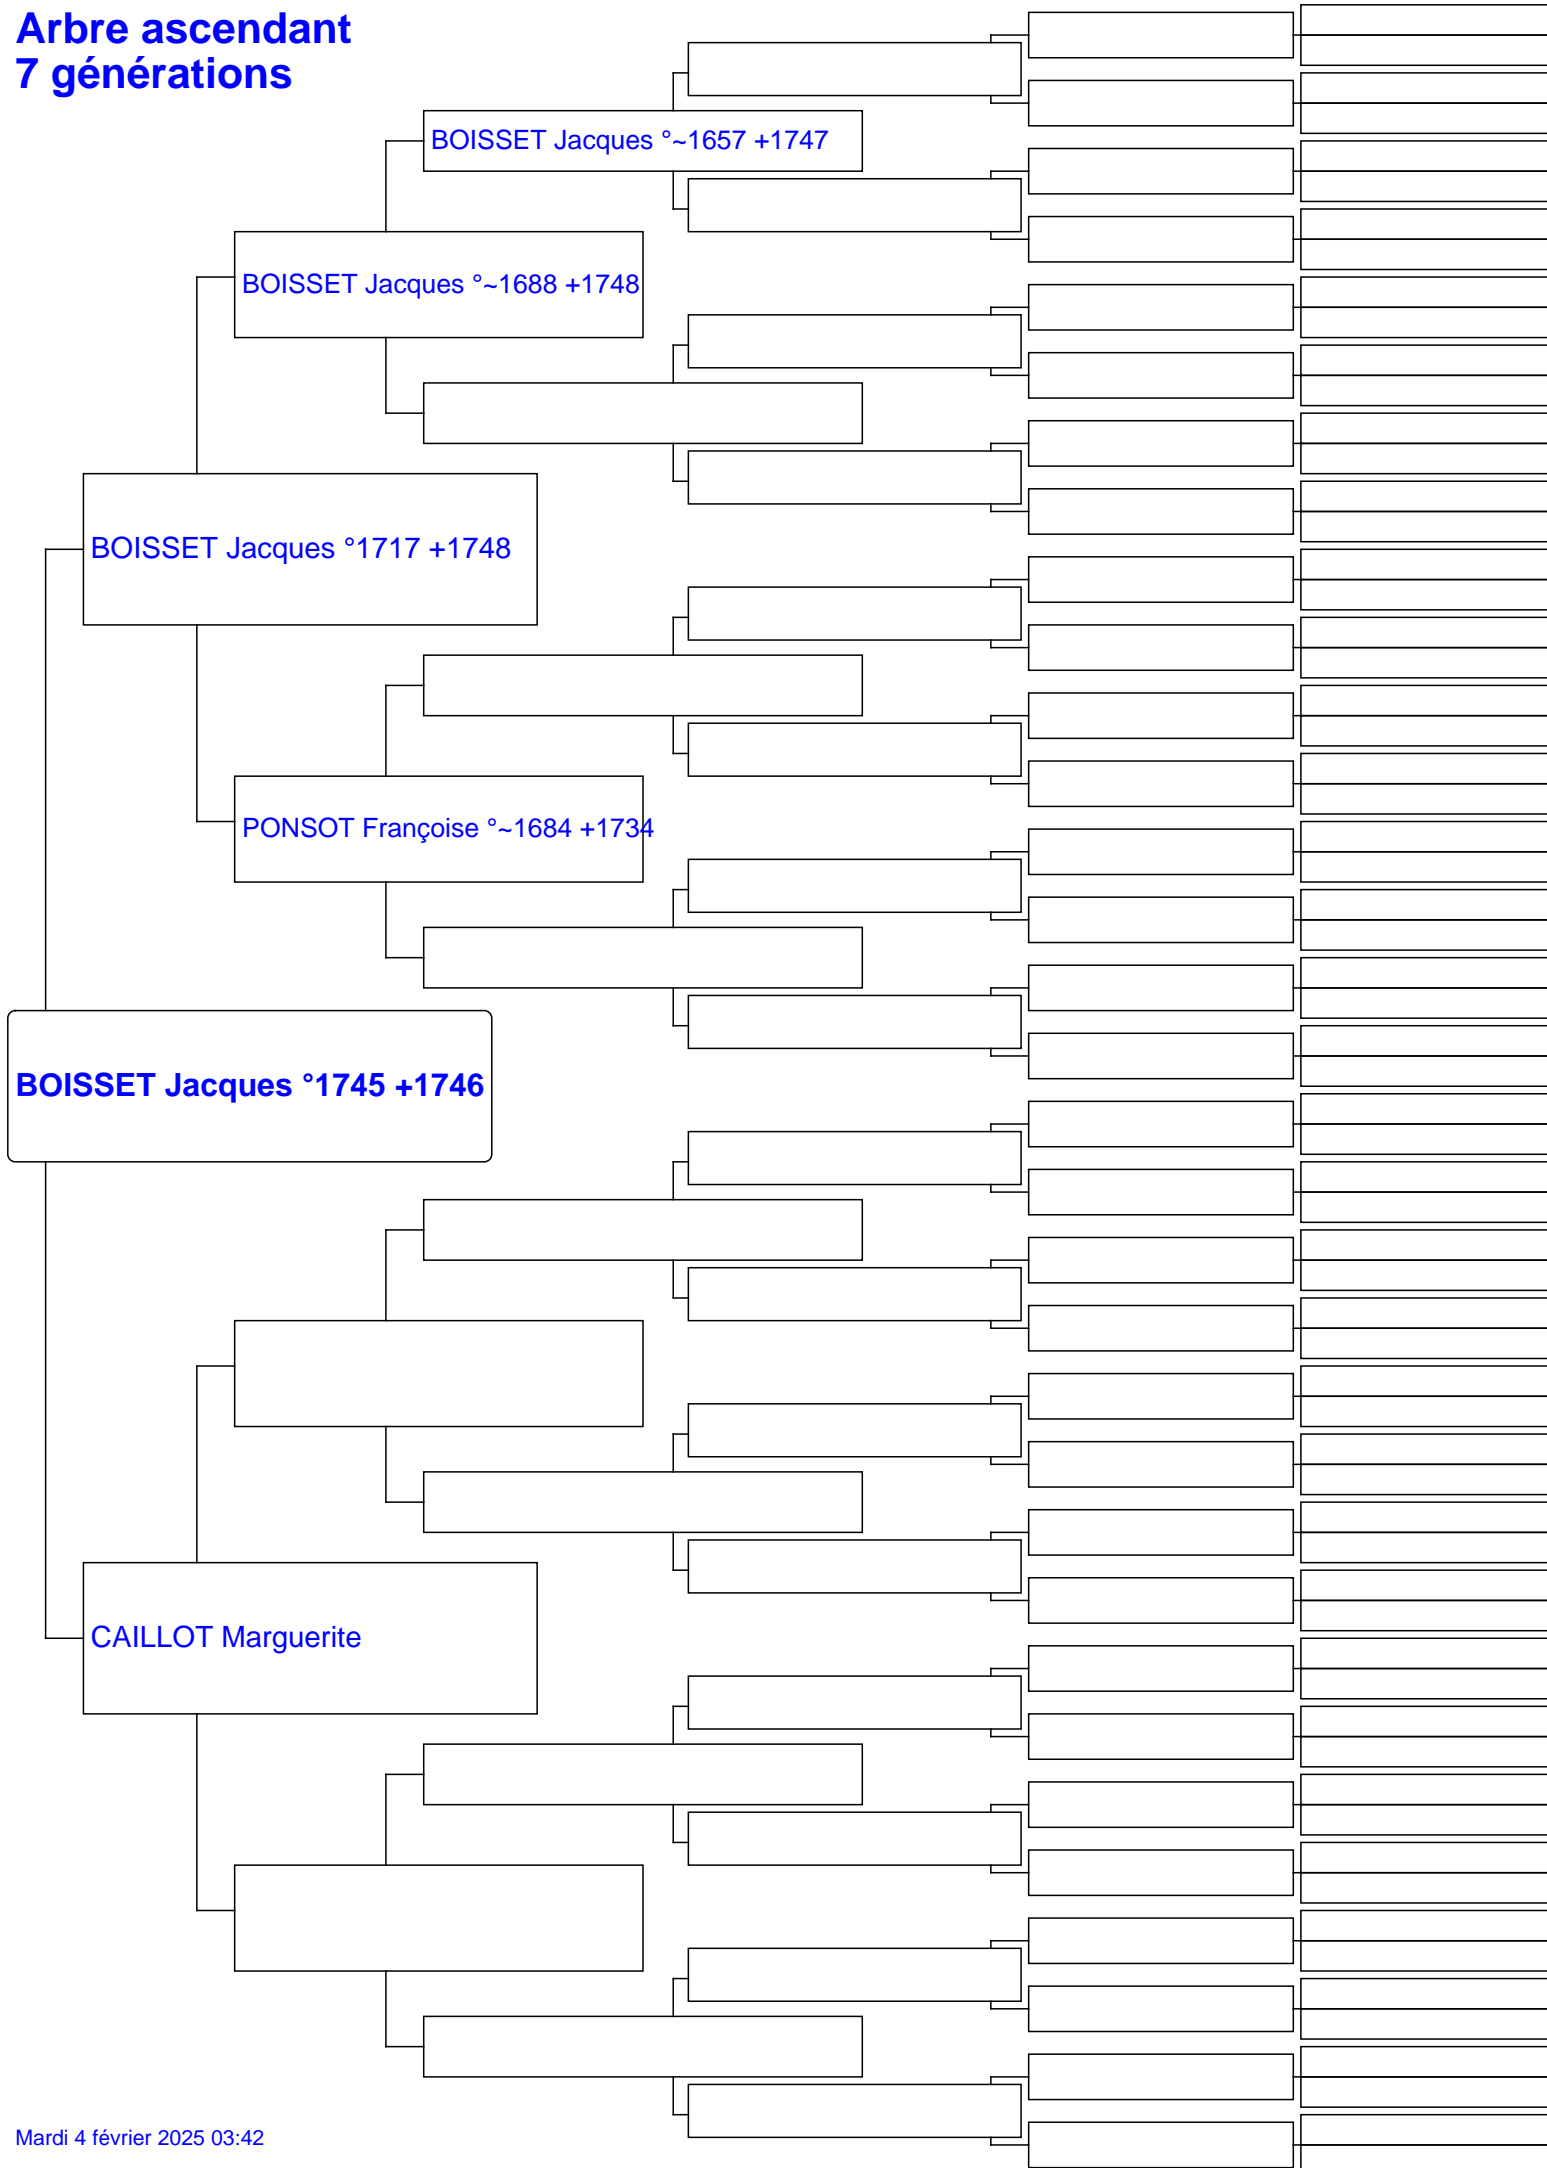 Arbre ascendant
7 générations
BOISSET Jacques °~1657 +1747
BOISSET Jacques °~1688 +1748
BOISSET Jacques °1717 +1748
PONSOT Françoise °~1684 +1734
BOISSET Jacques °1745 +1746
CAILLOT Marguerite
Mardi 4 février 2025 03:42